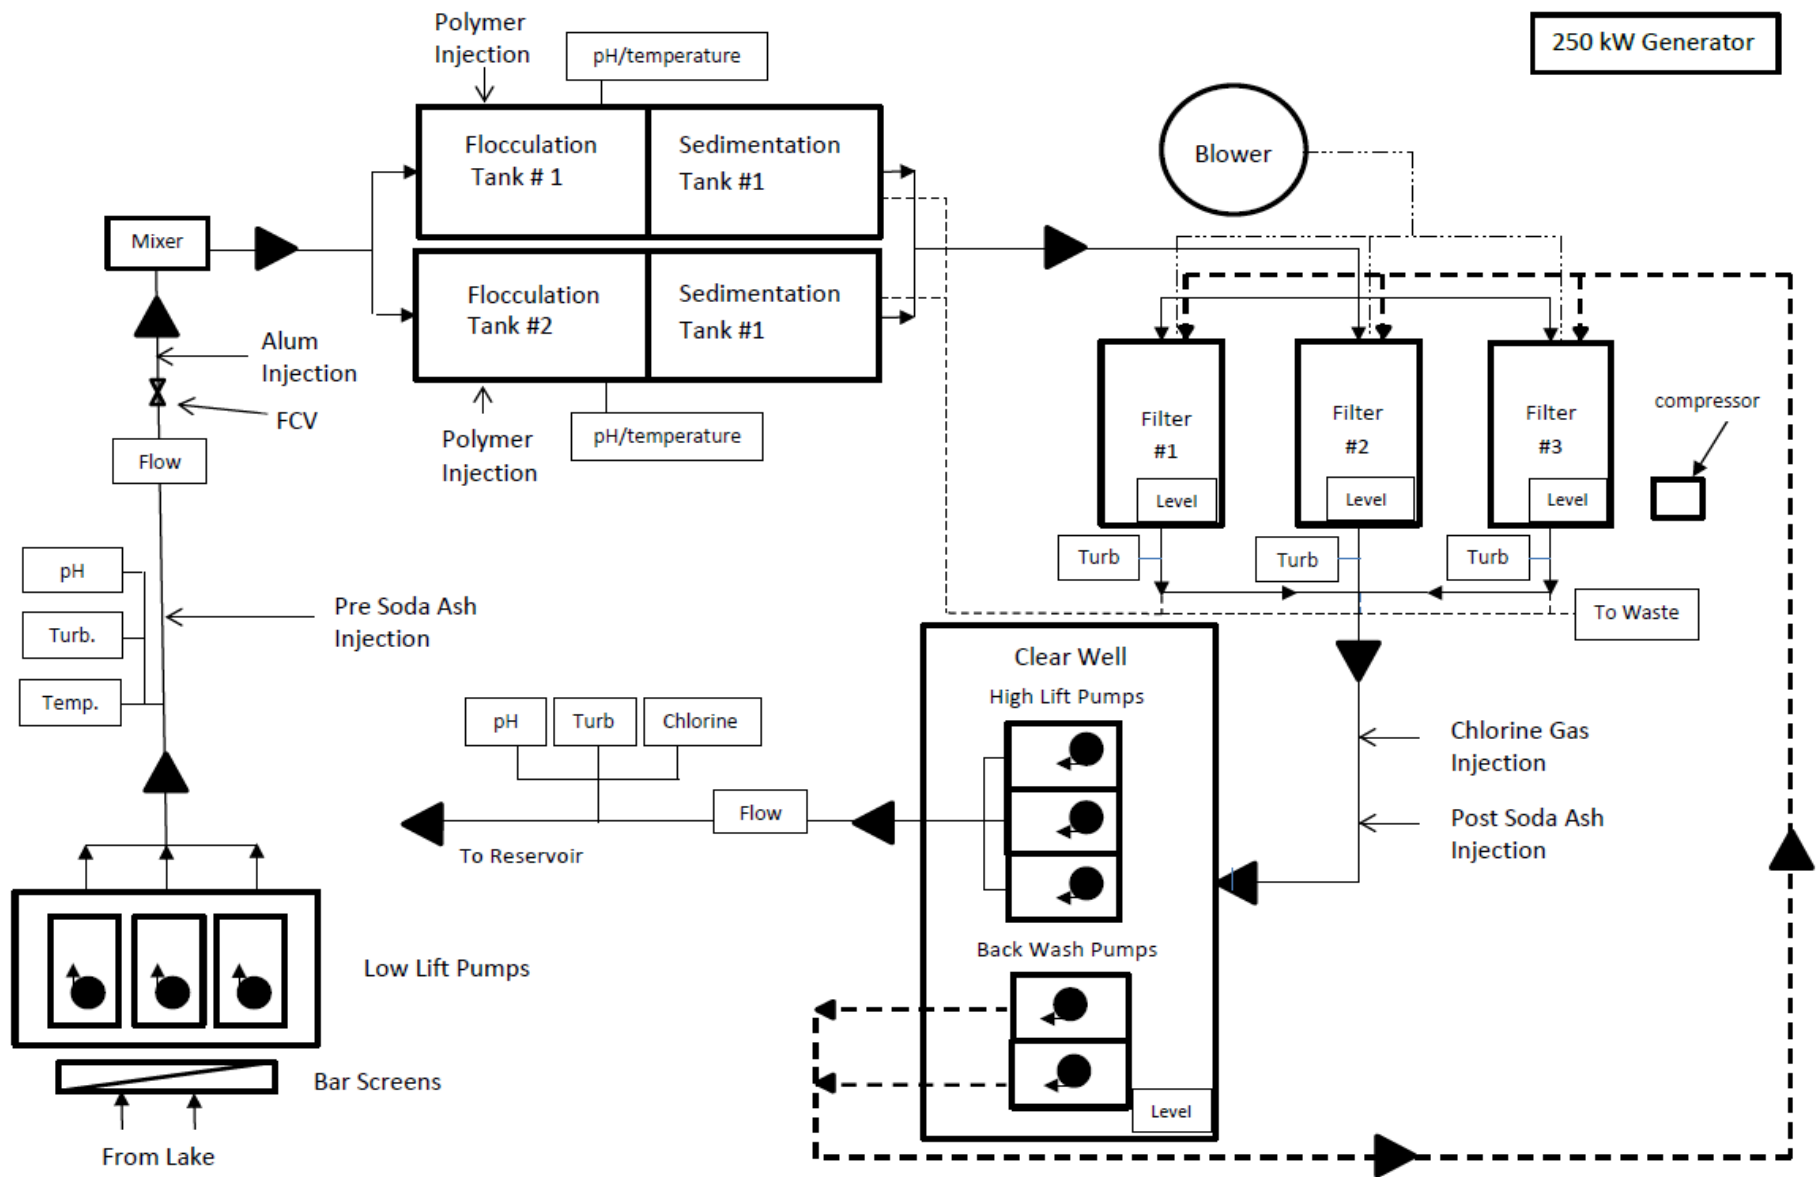 Polymer
Injection
pH/temperature
250 kW Generator
Flocculation
Tank # 1
Sedimentation
Tank #1
Blower
Mixer
Flocculation
Tank #2
Sedimentation
Tank #1
Alum
Injection
FCV
Flow
Polymer
Injection
pH/temperature
Filter
#1
Level
Filter
#2
Level
Filter
#3
Level
compressor
Turb
Turb
Turb
To Waste
pH
Turb.
Temp.
Pre Soda Ash
Injection
Clear Well
High Lift Pumps
pH
Turb
Chlorine
Chlorine Gas
Injection
Flow
Post Soda Ash
Injection
To Reservoir
Back Wash Pumps
Low Lift Pumps
Level
Bar Screens
From Lake